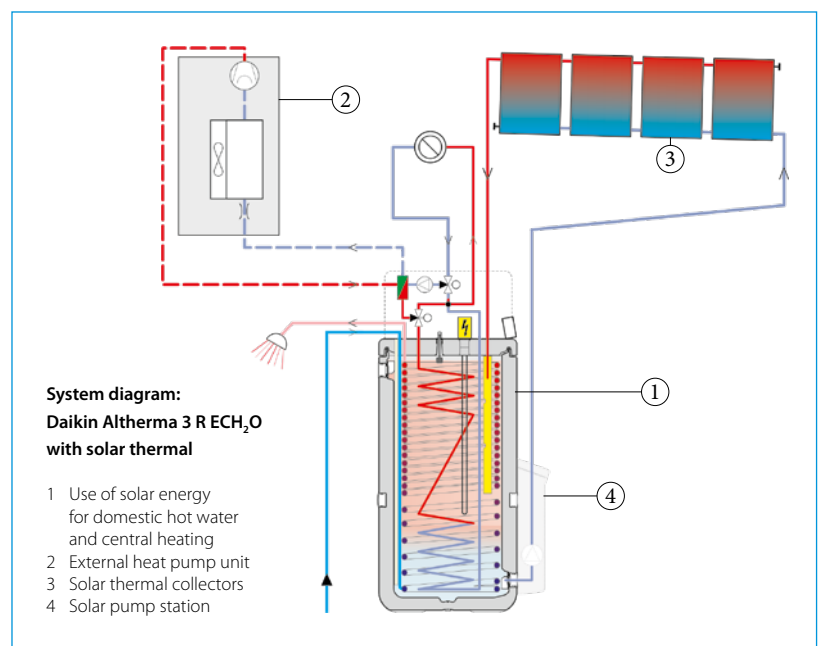 2
3
1
4
System diagram:
Daikin Altherma 3 R ECH₂O
with solar thermal
1 Use of solar energy
for domestic hot water
and central heating
2 External heat pump unit
3 Solar thermal collectors
4 Solar pump station